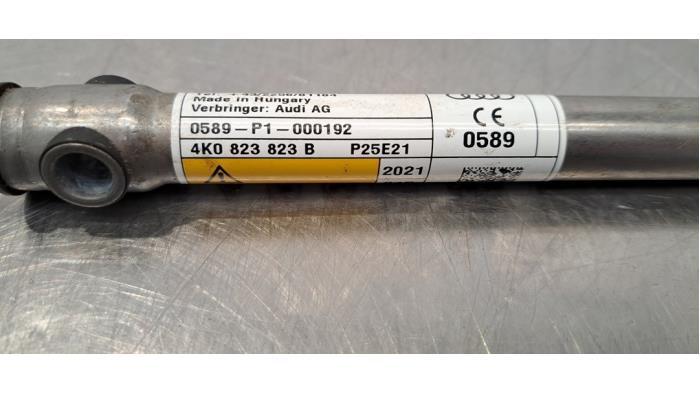 Made in Hungary
Verbringer: Audi AG
0589-P1-000192
4K0 823 823 B P25E21
2021
CE
0589